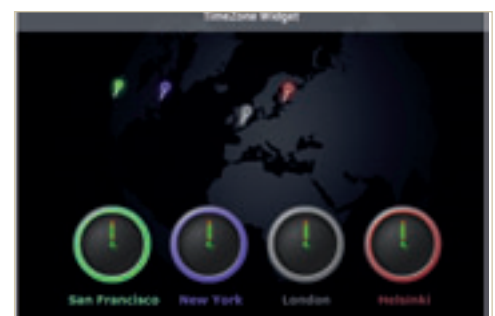 TimeZone Widget
San Francisco
New York
London
Helsinki